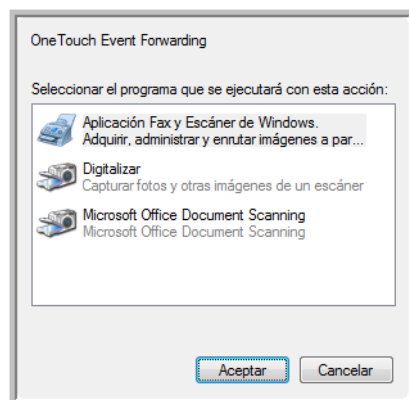 OneTouch Event Forwarding
Seleccionar el programa que se ejecutará con esta acción:
Aplicación Fax y Escáner de Windows.
Adquirir, administrar y enrutar imágenes a par...
Digitalizar
Capturar fotos y otras imágenes de un escáner
Microsoft Office Document Scanning
Microsoft Office Document Scanning
Aceptar Cancelar